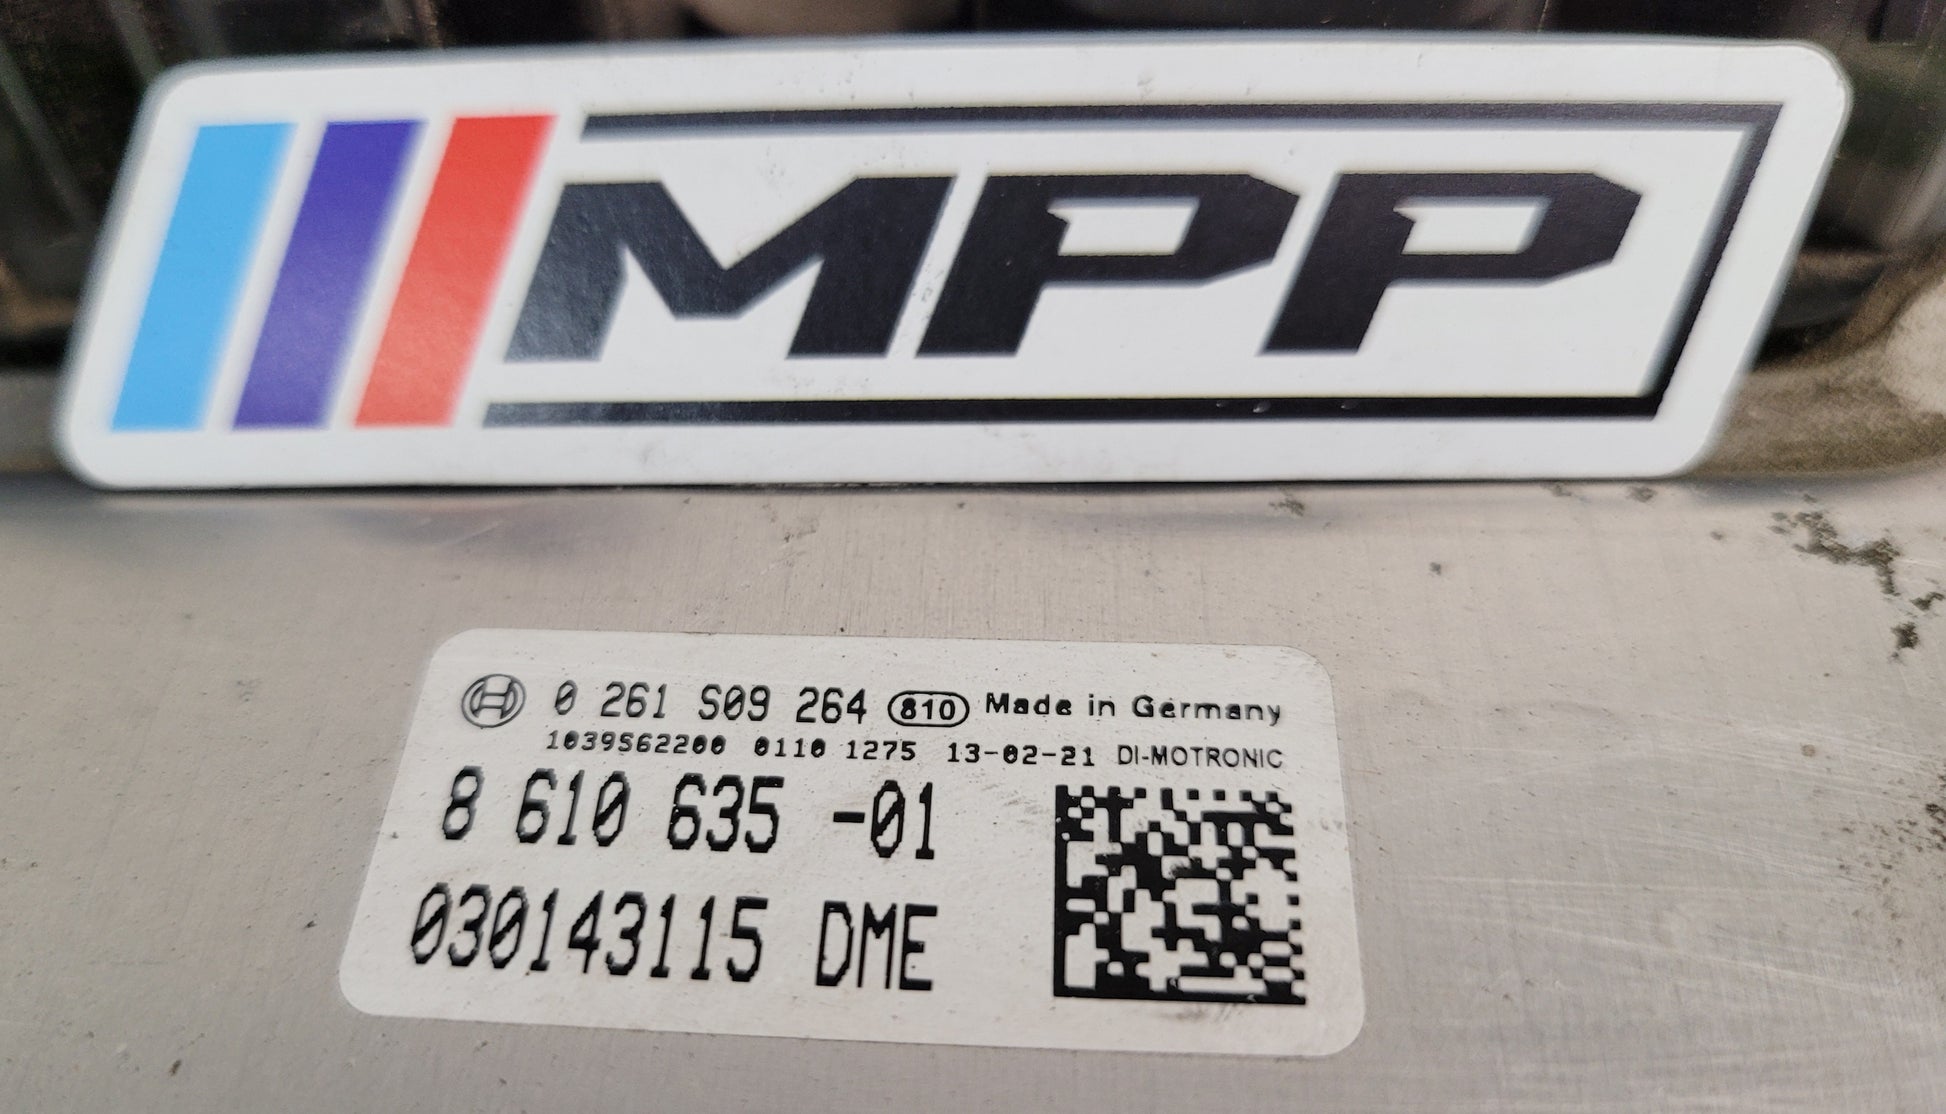 MPP
0 261 S09 264 810 Made in Germany
1039S62200 0110 1275 13-02-21 DI-MOTRONIC
8 610 635 -01
030143115 DME